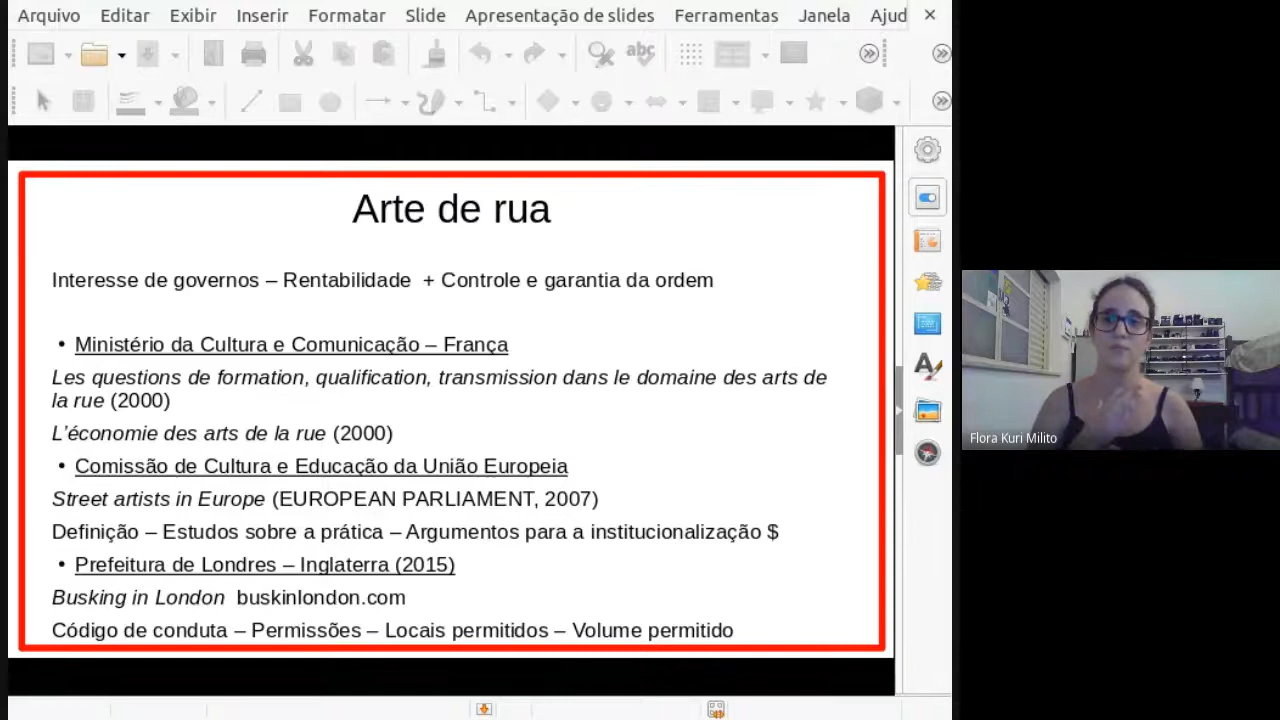 Arquivo Editar Exibir Inserir Formatar Slide Apresentação de slides Ferramentas Janela Ajud
abc
Arte de rua
Interesse de governos – Rentabilidade + Controle e garantia da ordem
• Ministério da Cultura e Comunicação – França
Les questions de formation, qualification, transmission dans le domaine des arts de
la rue (2000)
L'économie des arts de la rue (2000)
• Comissão de Cultura e Educação da União Europeia
Street artists in Europe (EUROPEAN PARLIAMENT, 2007)
Definição – Estudos sobre a prática – Argumentos para a institucionalização $
• Prefeitura de Londres – Inglaterra (2015)
Busking in London buskinlondon.com
Código de conduta – Permissões – Locais permitidos – Volume permitido
Flora Kuri Milito